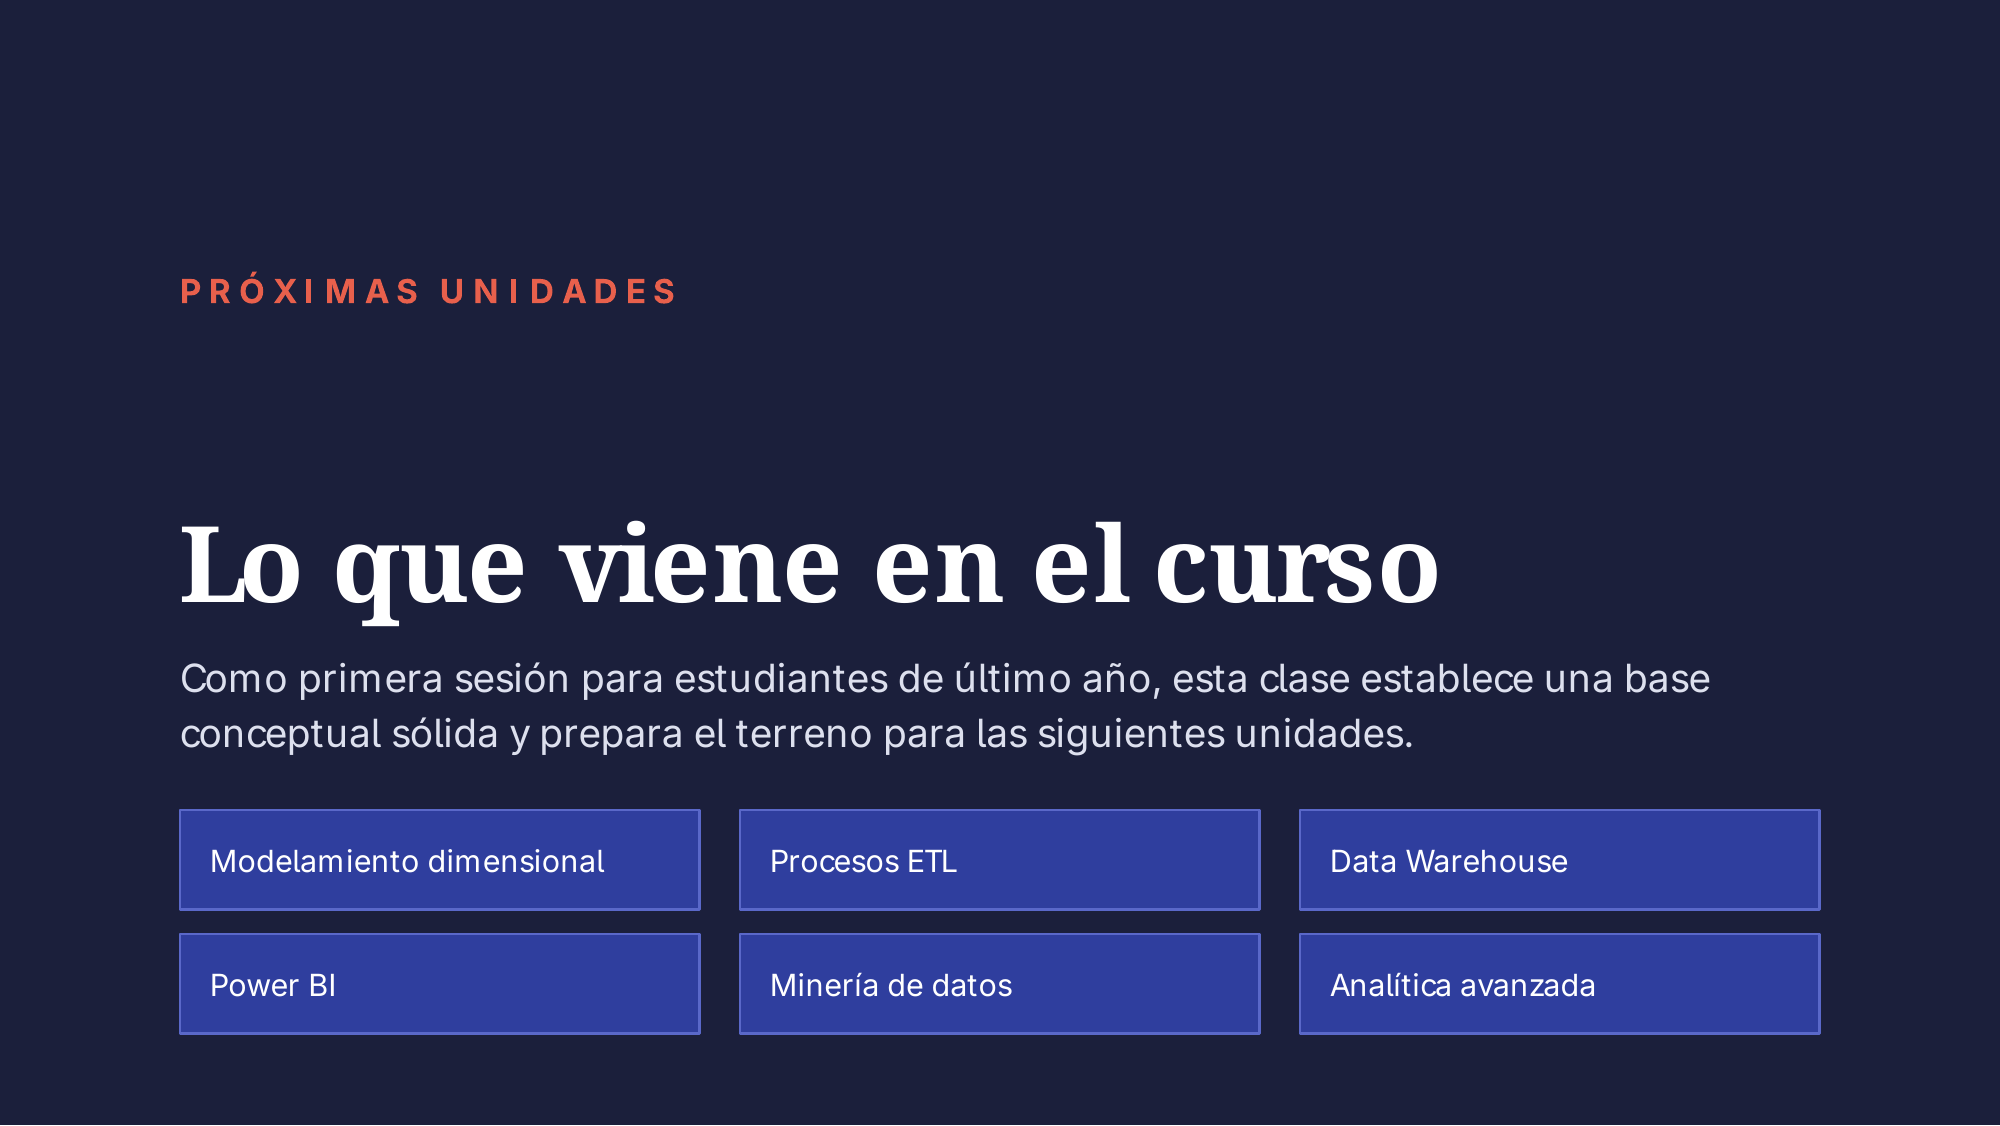 PRÓXIMAS UNIDADES
Lo que viene en el curso
Como primera sesión para estudiantes de último año, esta clase establece una base
conceptual sólida y prepara el terreno para las siguientes unidades.
Modelamiento dimensional
Procesos ETL
Data Warehouse
Power BI
Minería de datos
Analítica avanzada